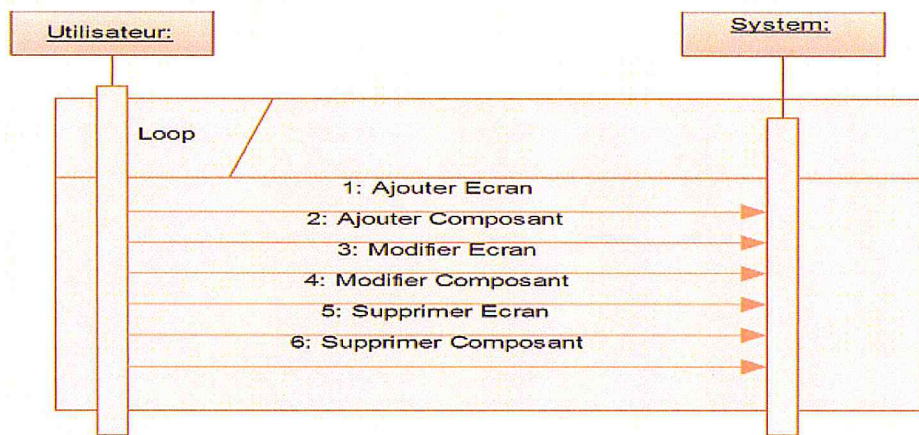 Utilisateur:
System:
Loop
1: Ajouter Ecran
2: Ajouter Composant
3: Modifier Ecran
4: Modifier Composant
5: Supprimer Ecran
6: Supprimer Composant